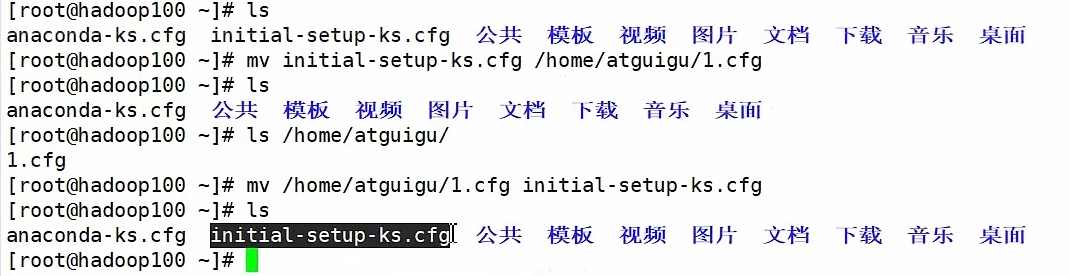 [root@hadoop100 ~]# ls
anaconda-ks.cfg  initial-setup-ks.cfg  公共  模板  视频  图片  文档  下载  音乐  桌面
[root@hadoop100 ~]# mv initial-setup-ks.cfg /home/atguigu/1.cfg
[root@hadoop100 ~]# ls
anaconda-ks.cfg  公共  模板  视频  图片  文档  下载  音乐  桌面
[root@hadoop100 ~]# ls /home/atguigu/
1.cfg
[root@hadoop100 ~]# mv /home/atguigu/1.cfg initial-setup-ks.cfg
[root@hadoop100 ~]# ls
anaconda-ks.cfg  initial-setup-ks.cfg  公共  模板  视频  图片  文档  下载  音乐  桌面
[root@hadoop100 ~]#